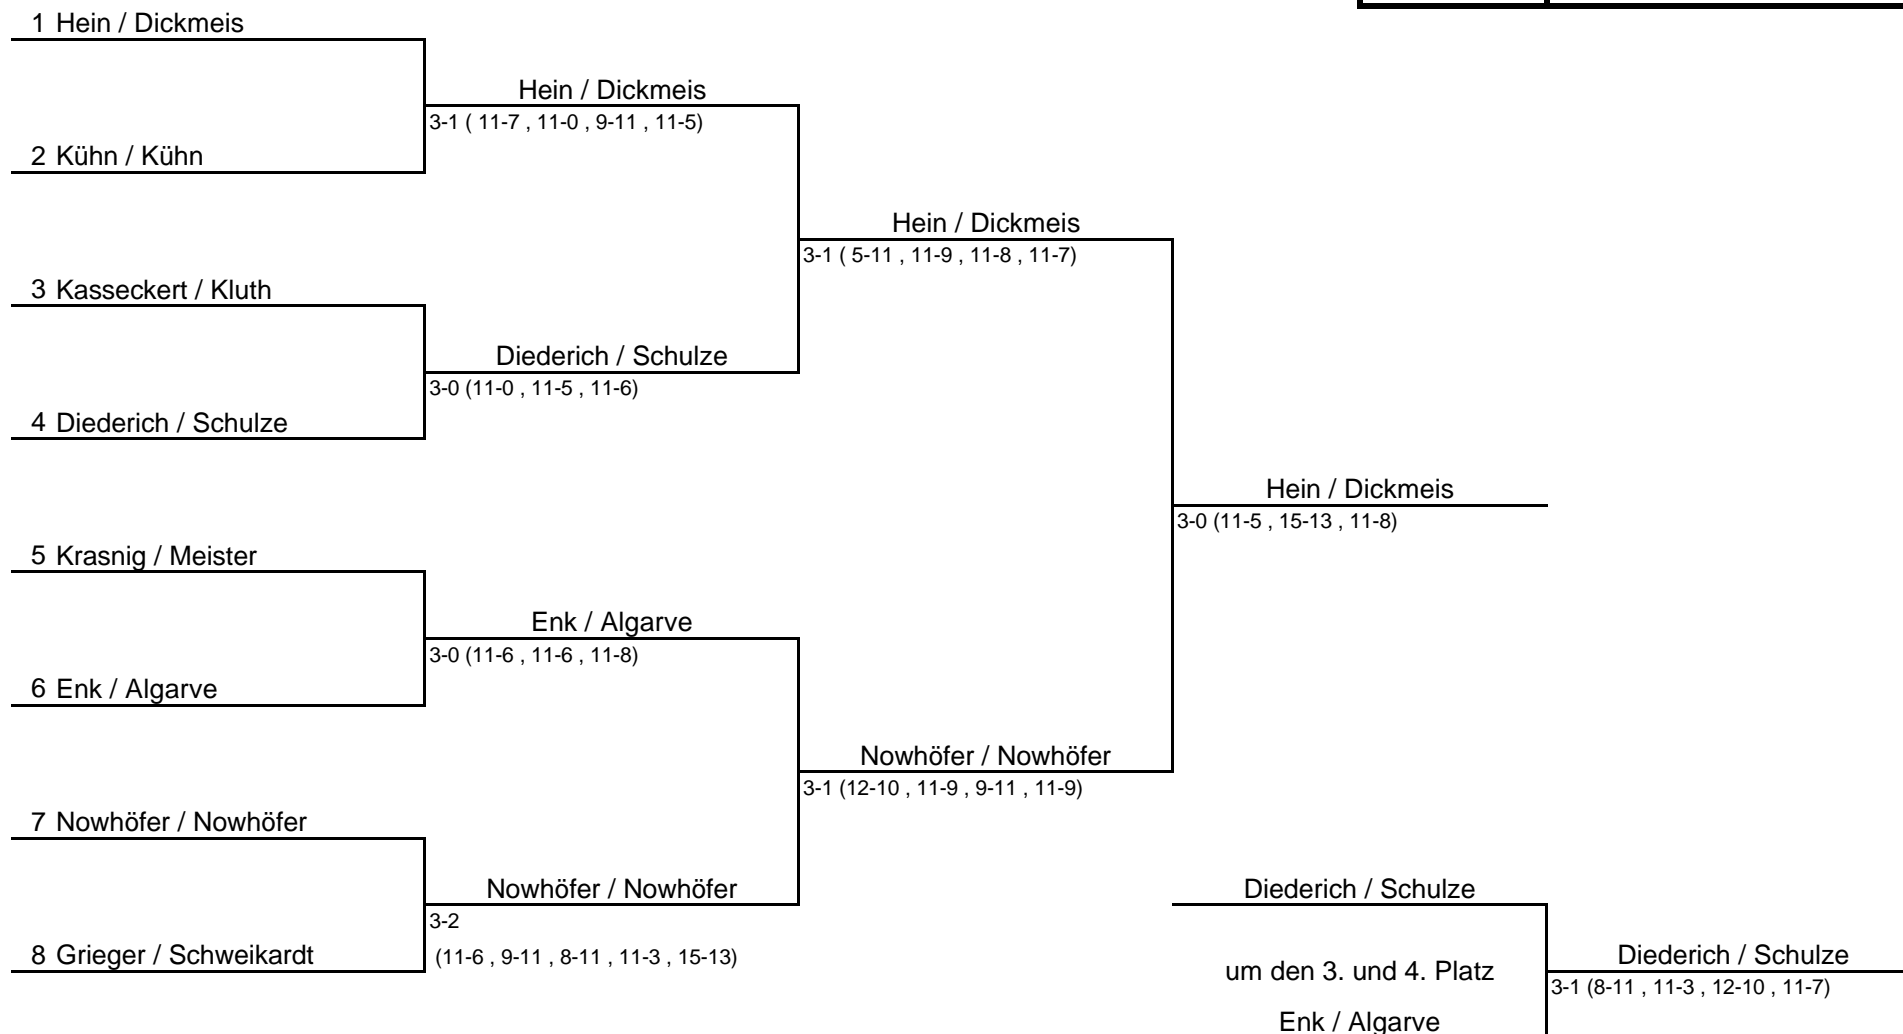 1 Hein / Dickmeis
Hein / Dickmeis
3-1 ( 11-7 , 11-0 , 9-11 , 11-5)
2 Kühn / Kühn
Hein / Dickmeis
3-1 ( 5-11 , 11-9 , 11-8 , 11-7)
3 Kasseckert / Kluth
Diederich / Schulze
3-0 (11-0 , 11-5 , 11-6)
4 Diederich / Schulze
Hein / Dickmeis
3-0 (11-5 , 15-13 , 11-8)
5 Krasnig / Meister
Enk / Algarve
3-0 (11-6 , 11-6 , 11-8)
6 Enk / Algarve
Nowhöfer / Nowhöfer
3-1 (12-10 , 11-9 , 9-11 , 11-9)
7 Nowhöfer / Nowhöfer
Nowhöfer / Nowhöfer
3-2
(11-6 , 9-11 , 8-11 , 11-3 , 15-13)
8 Grieger / Schweikardt
Diederich / Schulze
um den 3. und 4. Platz
Diederich / Schulze
3-1 (8-11 , 11-3 , 12-10 , 11-7)
Enk / Algarve